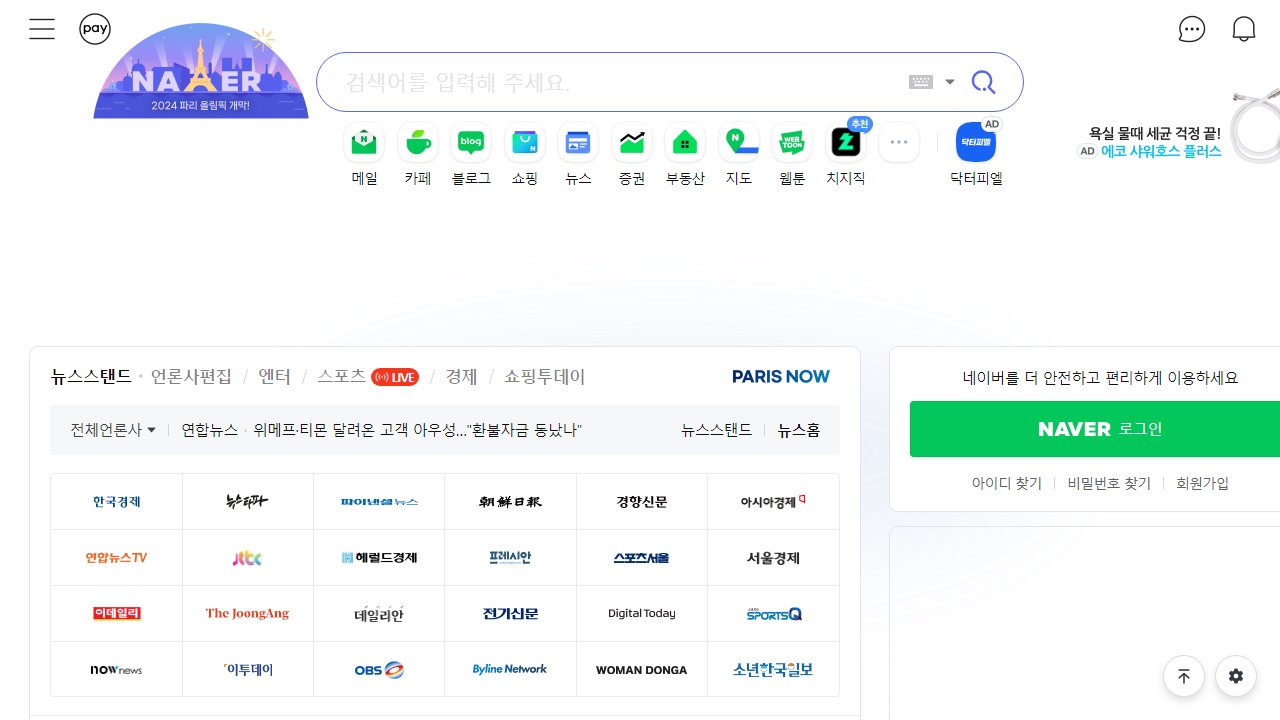 pay
NAVER
2024 파리 올림픽 개막!
검색어를 입력해 주세요.
N
blog
N
N
WEB
TOON
추천
닥터피엘
AD
메일
카페
블로그
쇼핑
뉴스
증권
부동산
지도
웹툰
치지직
닥터피엘
욕실 물때 세균 걱정 끝!
AD 에코 샤워호스 플러스
뉴스스탠드
언론사편집
엔터
스포츠 LIVE
경제
쇼핑투데이
PARIS NOW
전체언론사
연합뉴스
위메프·티몬 달려온 고객 아우성…"환불자금 동났나"
뉴스스탠드
뉴스홈
한국경제
뉴스타파
파이낸셜뉴스
朝鮮日報
경향신문
아시아경제
연합뉴스TV
jtbc
헤럴드경제
프레시안
스포츠서울
서울경제
이데일리
The JoongAng
데일리안
전기신문
Digital Today
SPORTSQ
now news
이투데이
OBS
Byline Network
WOMAN DONGA
소년한국일보
네이버를 더 안전하고 편리하게 이용하세요
NAVER 로그인
아이디 찾기
비밀번호 찾기
회원가입